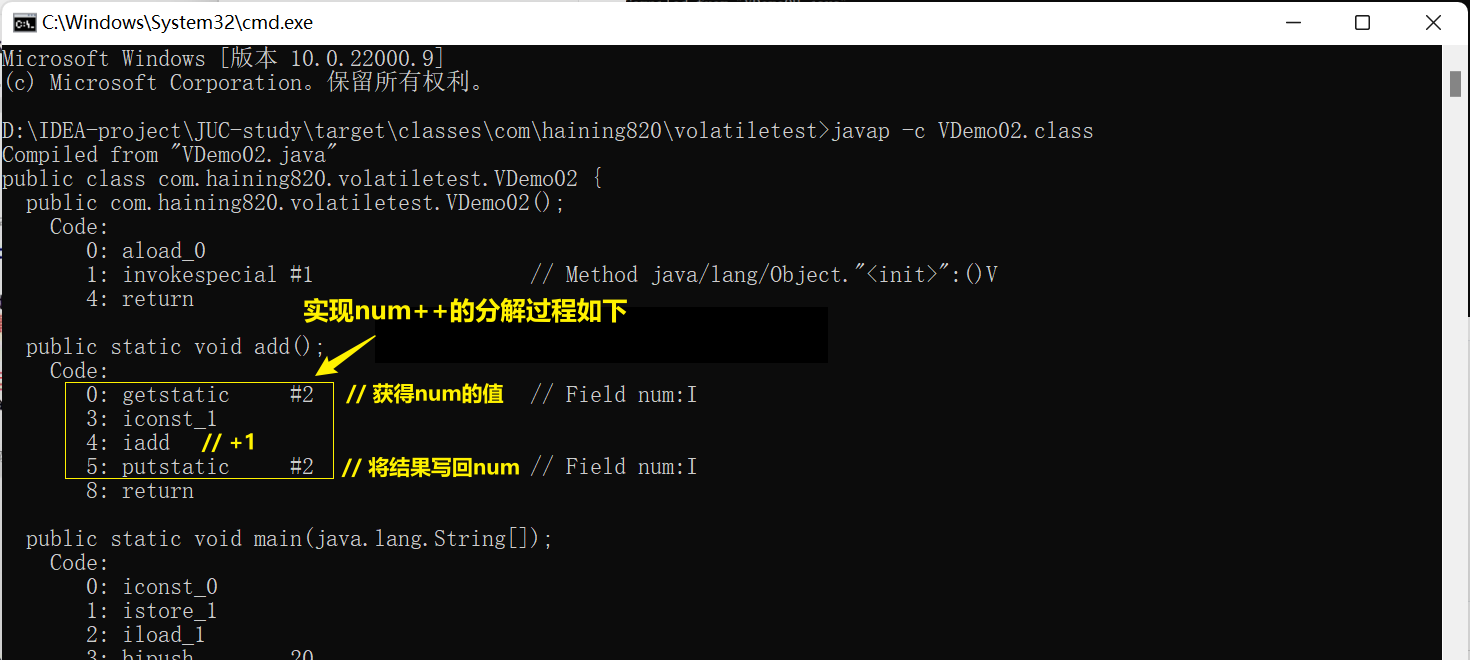 C:\Windows\System32\cmd.exe
Microsoft Windows [版本 10.0.22000.9]
(c) Microsoft Corporation。保留所有权利。
D:\IDEA-project\JUC-study\target\classes\com\haining820\volatiletest>javap -c VDemo02.class
Compiled from "VDemo02.java"
public class com.haining820.volatiletest.VDemo02 {
public com.haining820.volatiletest.VDemo02();
Code:
0: aload_0
1: invokespecial #1 // Method java/lang/Object."<init>":()V
4: return
实现num++的分解过程如下
public static void add();
Code:
0: getstatic #2 // 获得num的值 // Field num:I
3: iconst_1
4: iadd // +1
5: putstatic #2 // 将结果写回num // Field num:I
8: return
public static void main(java.lang.String[]);
Code:
0: iconst_0
1: istore_1
2: iload_1
3: bipush 20